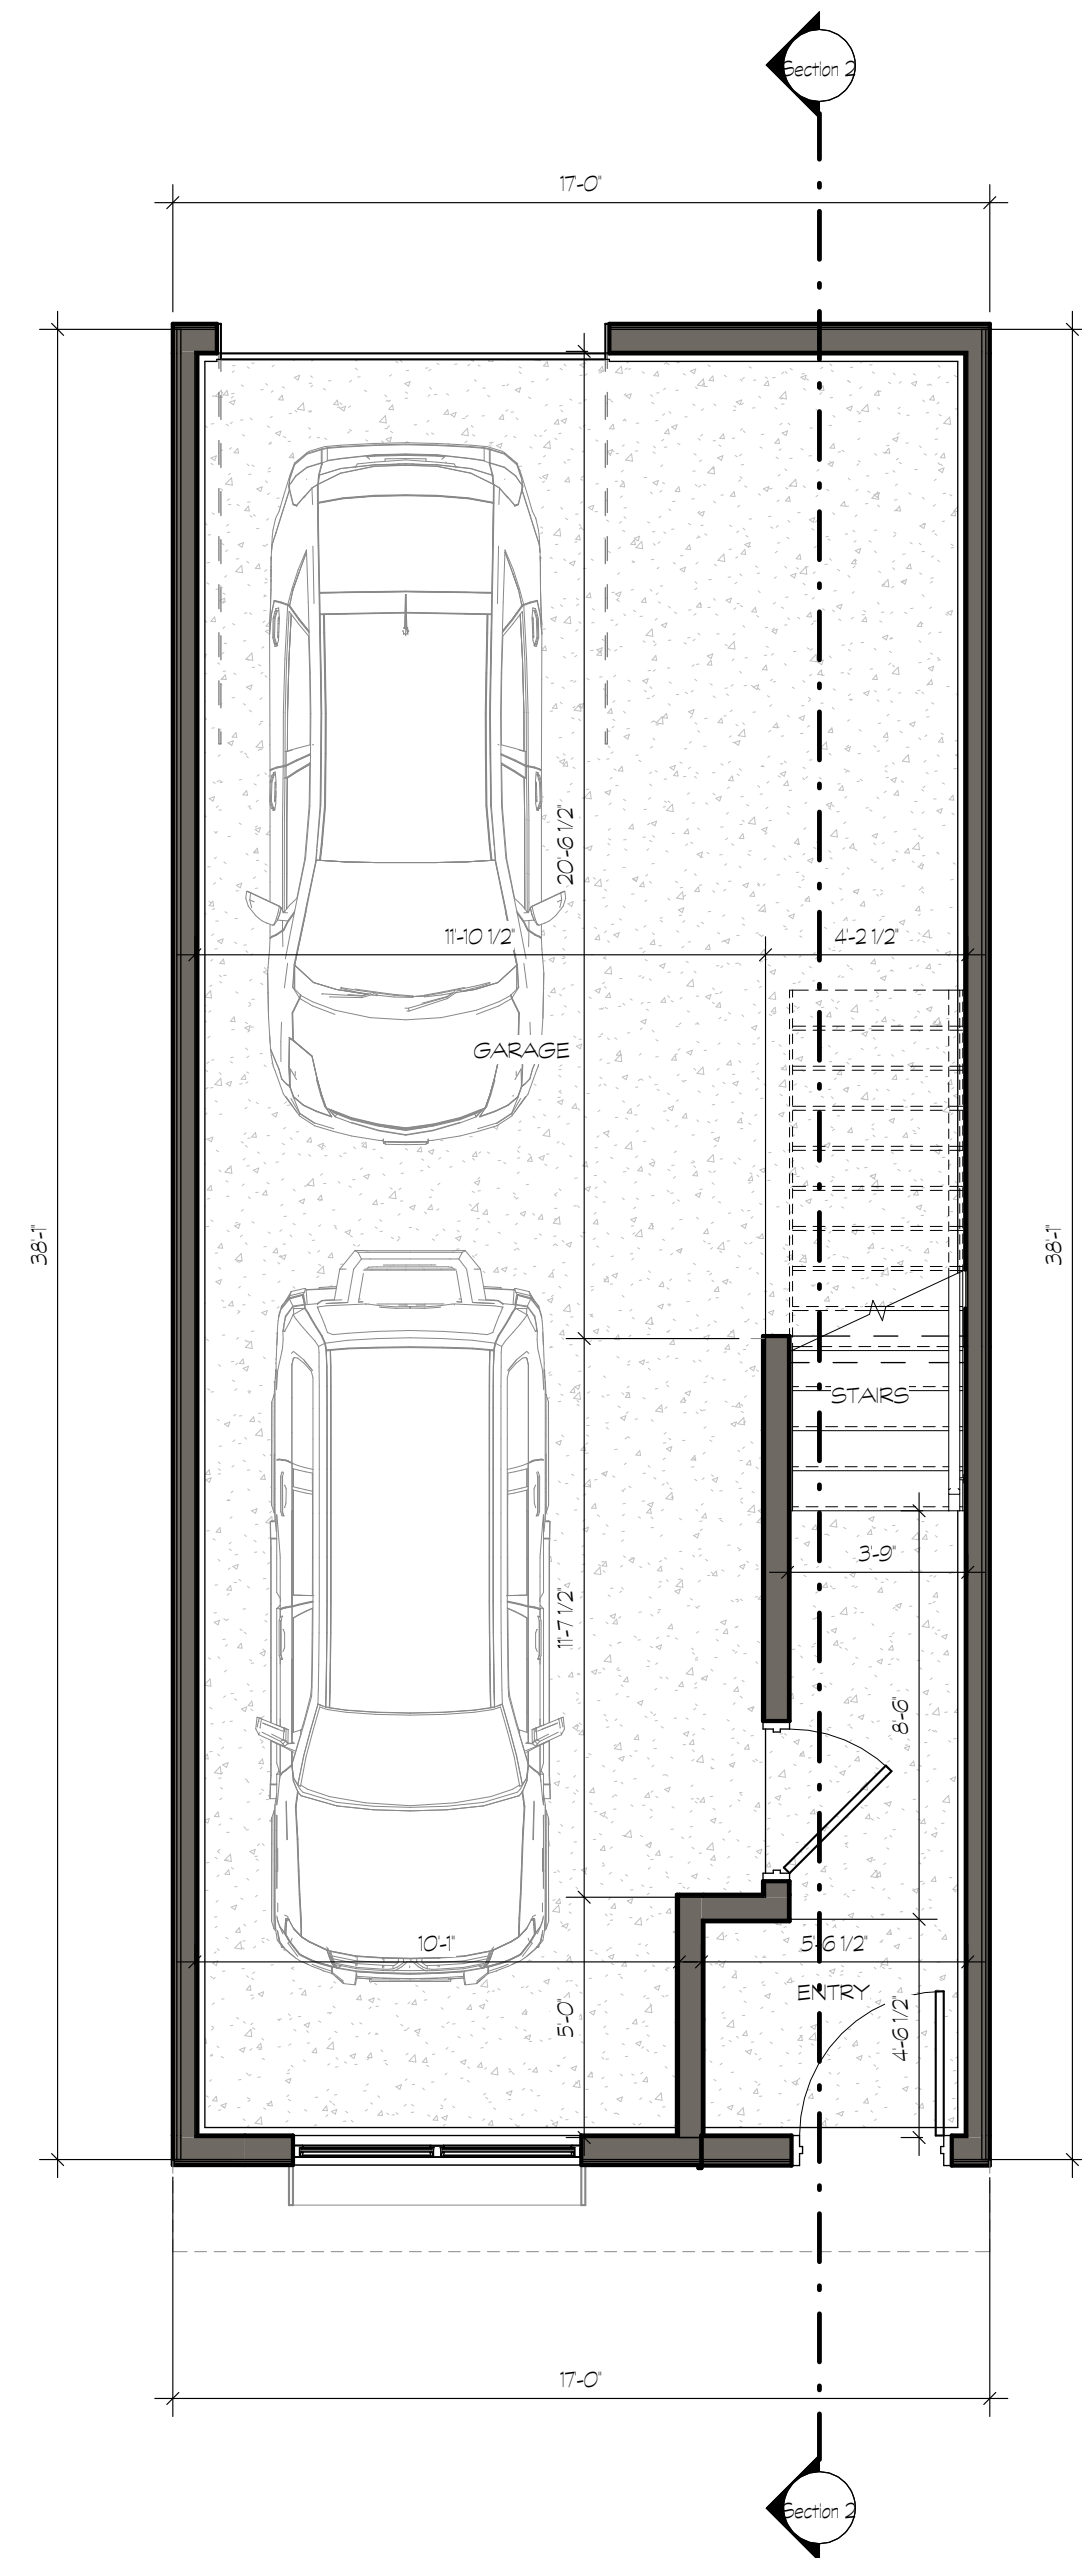 Section 2
17'-0"
20'-6 1/2"
11'-10 1/2"
4'-2 1/2"
GARAGE
38'-1"
38'-1"
STAIRS
3'-9"
11'-7 1/2"
8'-6"
10'-1"
5'-6 1/2"
ENTRY
5'-0"
4'-6 1/2"
17'-0"
Section 2